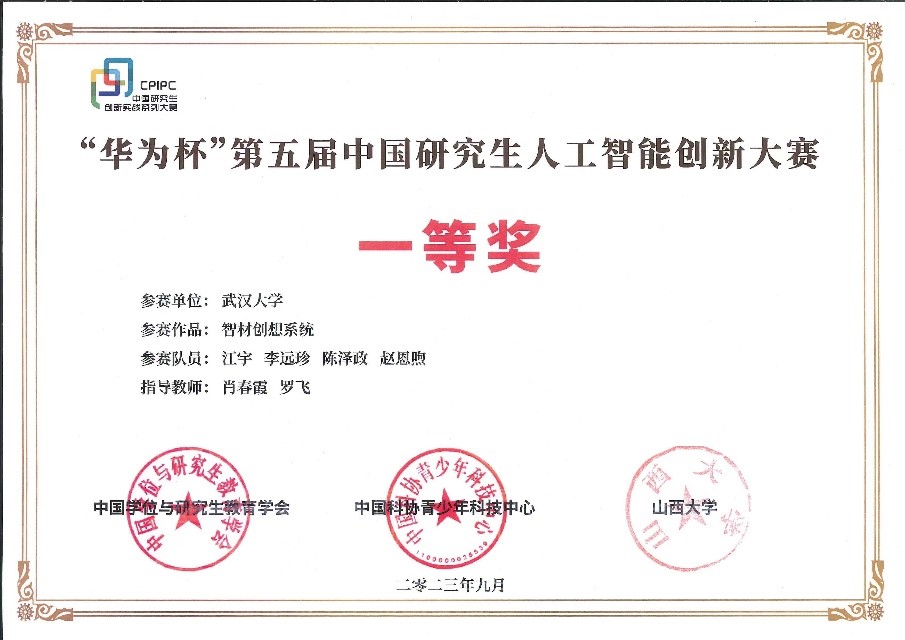 CPIPC
中国研究生
创新实践系列大赛
“华为杯”第五届中国研究生人工智能创新大赛
一等奖
参赛单位：武汉大学
参赛作品：智材创想系统
参赛队员：江宇 李远珍 陈泽政 赵恩煦
指导教师：肖春霞 罗飞
中国学位与研究生教育学会
中国学位与研究生教育学会
中国科协青少年科技中心
中国科协青少年科技中心
山西大学
山西大学
二零二三年九月